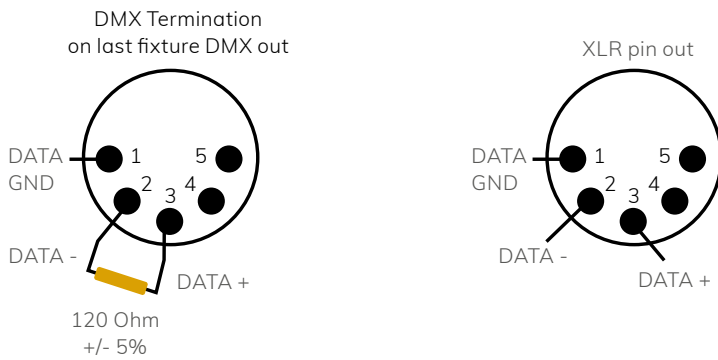 DMX Termination
on last fixture DMX out
DATA
GND
1
2
3
4
5
DATA -
DATA +
120 Ohm
+/- 5%
XLR pin out
DATA
GND
1
2
3
4
5
DATA -
DATA +